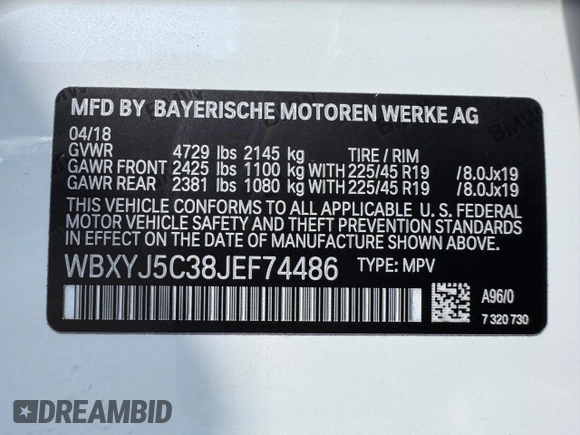 MFD BY BAYERISCHE MOTOREN WERKE AG
04/18
GVWR 4729 lbs 2145 kg TIRE / RIM
GAWR FRONT 2425 lbs 1100 kg WITH 225/45 R19 /8.0Jx19
GAWR REAR 2381 lbs 1080 kg WITH 225/45 R19 /8.0Jx19
THIS VEHICLE CONFORMS TO ALL APPLICABLE U. S. FEDERAL
MOTOR VEHICLE SAFETY AND THEFT PREVENTION STANDARDS
IN EFFECT ON THE DATE OF MANUFACTURE SHOWN ABOVE.
WBXYJ5C38JEF74486 TYPE: MPV
A96/0
7 320 730
DREAMBID